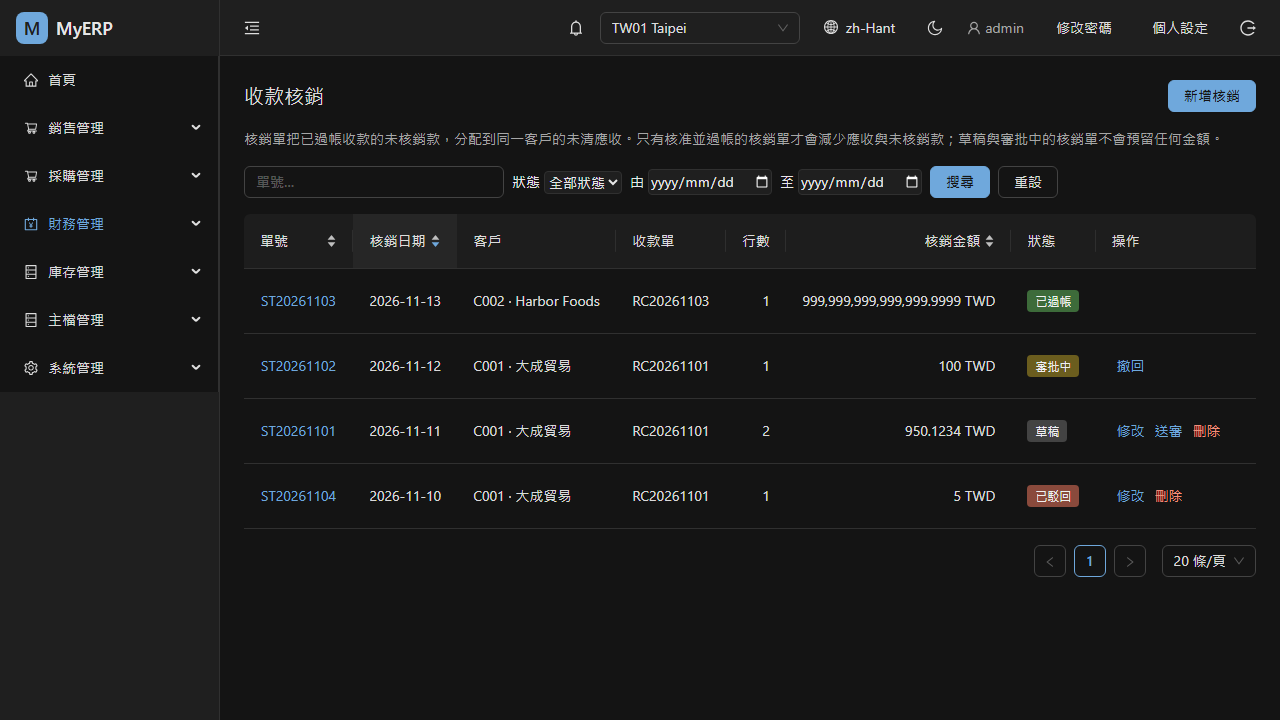 M MyERP
TW01 Taipei zh-Hant admin 修改密碼 個人設定
首頁
銷售管理
採購管理
財務管理
庫存管理
主檔管理
系統管理
收款核銷 新增核銷
核銷單把已過帳收款的未核銷款，分配到同一客戶的未清應收。只有核准並過帳的核銷單才會減少應收與未核銷款；草稿與審批中的核銷單不會預留任何金額。
單號... 狀態 全部狀態 由 yyyy/mm/dd 至 yyyy/mm/dd 搜尋 重設
單號 核銷日期 客戶 收款單 行數 核銷金額 狀態 操作
ST20261103 2026-11-13 C002 · Harbor Foods RC20261103 1 999,999,999,999,999.9999 TWD 已過帳
ST20261102 2026-11-12 C001 · 大成貿易 RC20261101 1 100 TWD 審批中 撤回
ST20261101 2026-11-11 C001 · 大成貿易 RC20261101 2 950.1234 TWD 草稿 修改 送審 刪除
ST20261104 2026-11-10 C001 · 大成貿易 RC20261101 1 5 TWD 已駁回 修改 刪除
1 20 條/頁